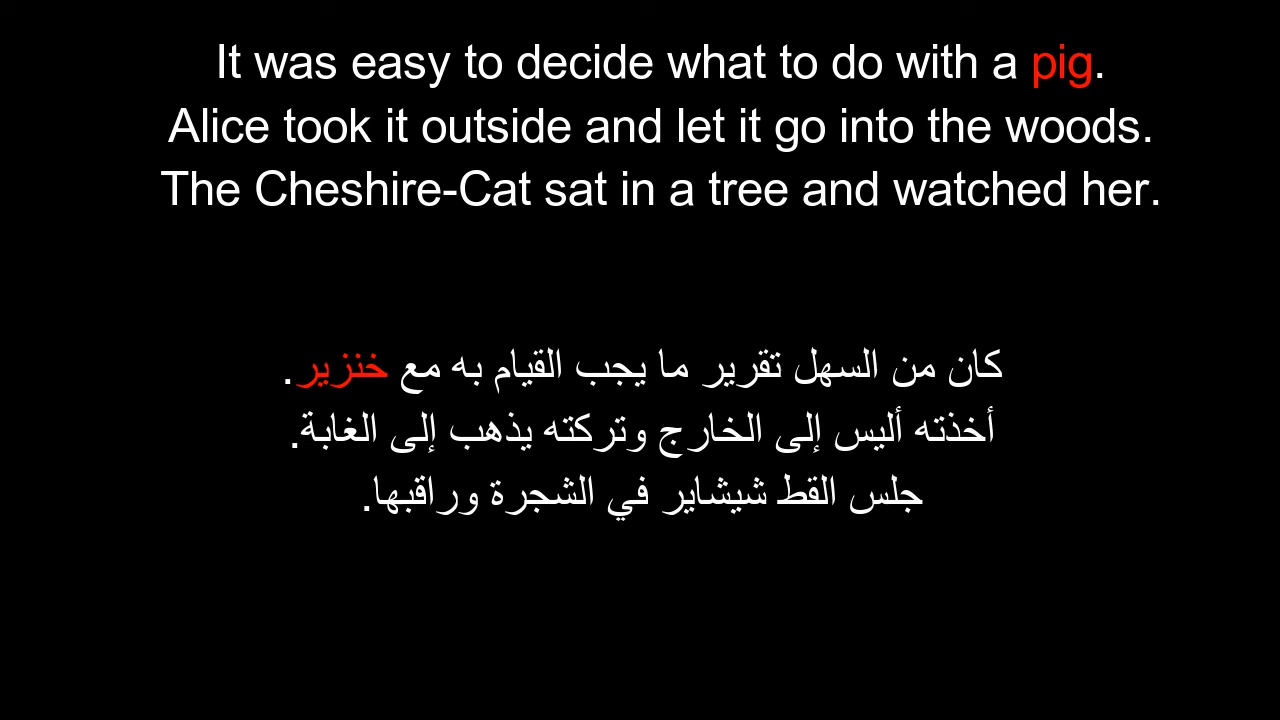 It was easy to decide what to do with a pig.
Alice took it outside and let it go into the woods.
The Cheshire-Cat sat in a tree and watched her.
كان من السهل تقرير ما يجب القيام به مع خنزير.
أخذته أليس إلى الخارج وتركته يذهب إلى الغابة.
جلس القط شيشاير في الشجرة وراقبها.